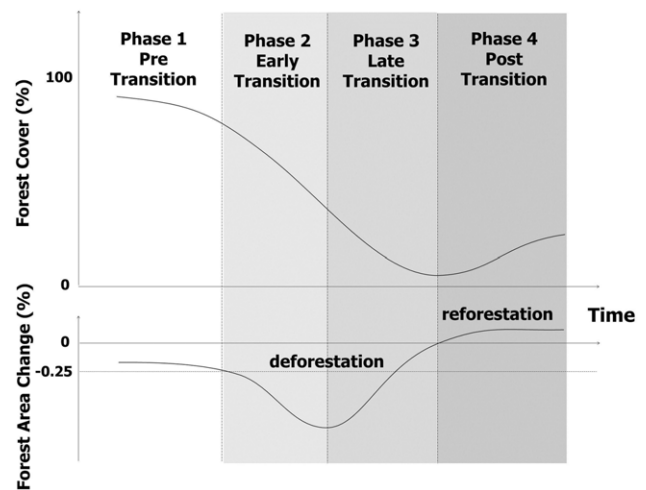 Phase 1
Pre
Transition
Phase 2
Early
Transition
Phase 3
Late
Transition
Phase 4
Post
Transition
Forest Cover (%)
100
0
Time
Forest Area Change (%)
0
-0.25
deforestation
reforestation